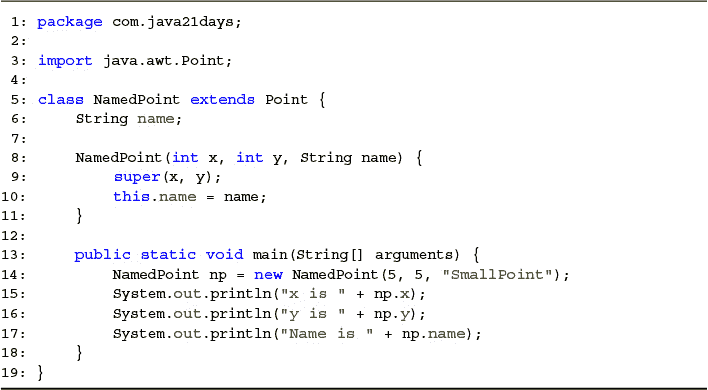 1: package com.java21days;
2:
3: import java.awt.Point;
4:
5: class NamedPoint extends Point {
6:     String name;
7:
8:     NamedPoint(int x, int y, String name) {
9:         super(x, y);
10:         this.name = name;
11:     }
12:
13:     public static void main(String[] arguments) {
14:         NamedPoint np = new NamedPoint(5, 5, "SmallPoint");
15:         System.out.println("x is " + np.x);
16:         System.out.println("y is " + np.y);
17:         System.out.println("Name is " + np.name);
18:     }
19: }